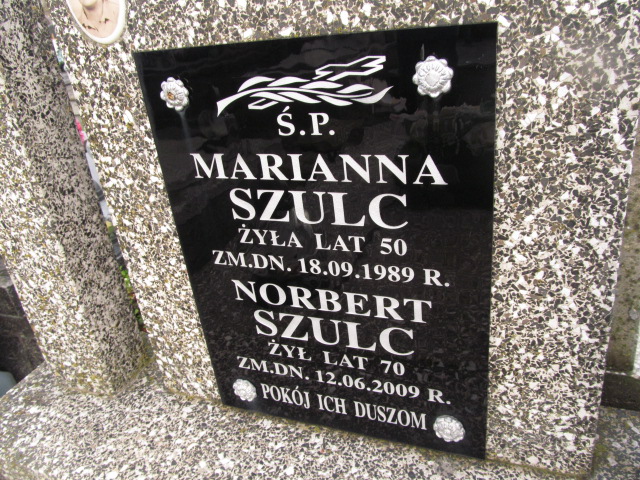 Ś.P.
MARIANNA
SZULC
ŻYŁA LAT 50
ZM.DN. 18.09.1989 R.
NORBERT
SZULC
ŻYŁ LAT 70
ZM.DN. 12.06.2009 R.
POKÓJ ICH DUSZOM